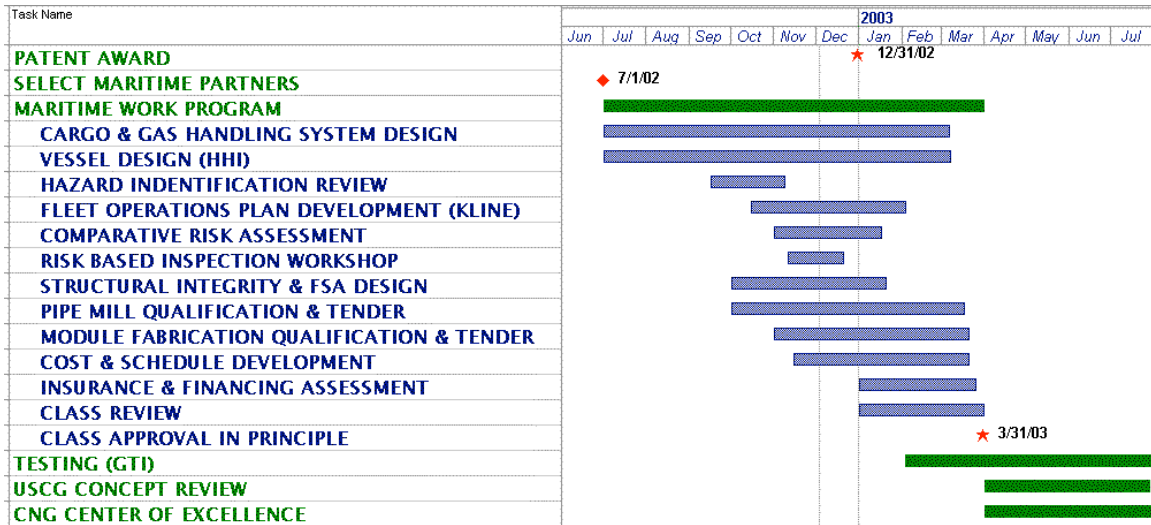 Task Name
2003
Jun Jul Aug Sep Oct Nov Dec Jan Feb Mar Apr May Jun Jul
PATENT AWARD 12/31/02
SELECT MARITIME PARTNERS 7/1/02
MARITIME WORK PROGRAM
CARGO & GAS HANDLING SYSTEM DESIGN
VESSEL DESIGN (HHI)
HAZARD INDENTIFICATION REVIEW
FLEET OPERATIONS PLAN DEVELOPMENT (KLINE)
COMPARATIVE RISK ASSESSMENT
RISK BASED INSPECTION WORKSHOP
STRUCTURAL INTEGRITY & FSA DESIGN
PIPE MILL QUALIFICATION & TENDER
MODULE FABRICATION QUALIFICATION & TENDER
COST & SCHEDULE DEVELOPMENT
INSURANCE & FINANCING ASSESSMENT
CLASS REVIEW
CLASS APPROVAL IN PRINCIPLE 3/31/03
TESTING (GTI)
USCG CONCEPT REVIEW
CNG CENTER OF EXCELLENCE